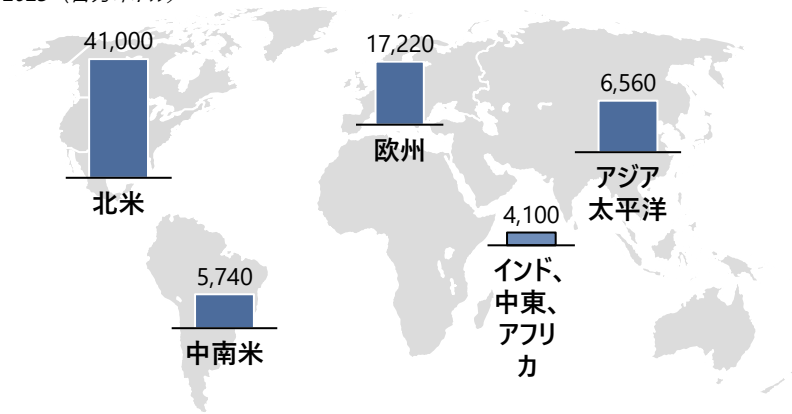 41,000
北米
17,220
欧州
6,560
アジア
太平洋
4,100
インド、
中東、
アフリ
カ
5,740
中南米